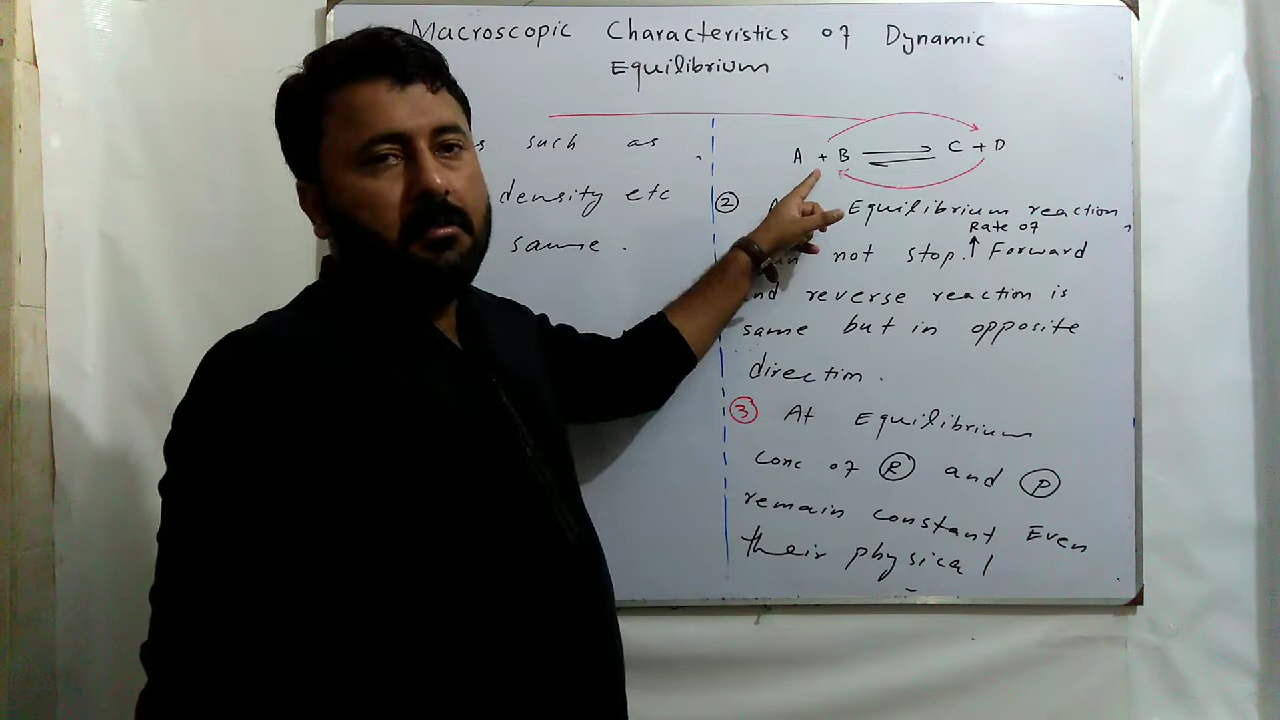 Macroscopic Characteristics of Dynamic
Equilibrium
such as
density etc
same.
A + B ⇌ C + D
② Equilibrium reaction
Rate of
not stop. ↑ Forward
and reverse reaction is
same but in opposite
direction.
③ At Equilibrium
conc of Ⓡ and Ⓟ
remain constant Even
their physical